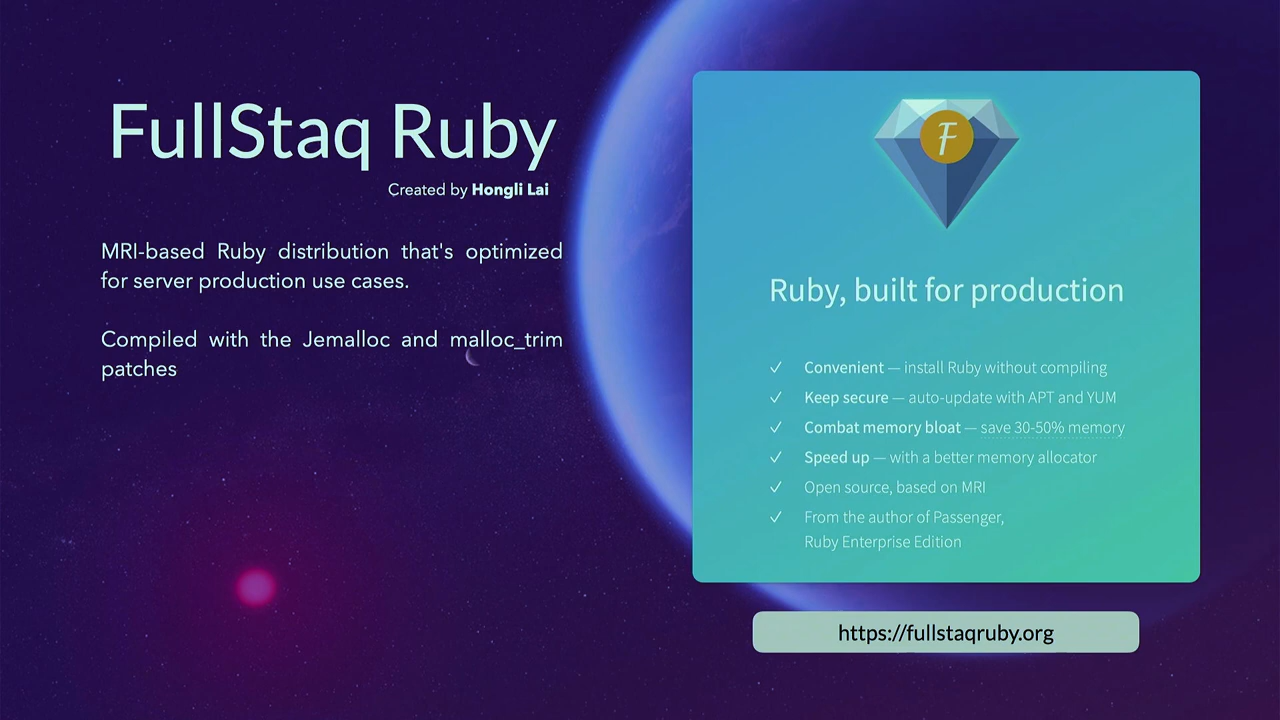 FullStaq Ruby
Created by Hongli Lai
MRI-based Ruby distribution that's optimized
for server production use cases.
Compiled with the Jemalloc and malloc_trim
patches
F
Ruby, built for production
✓ Convenient — install Ruby without compiling
✓ Keep secure — auto-update with APT and YUM
✓ Combat memory bloat — save 30-50% memory
✓ Speed up — with a better memory allocator
✓ Open source, based on MRI
✓ From the author of Passenger,
Ruby Enterprise Edition
https://fullstaqruby.org